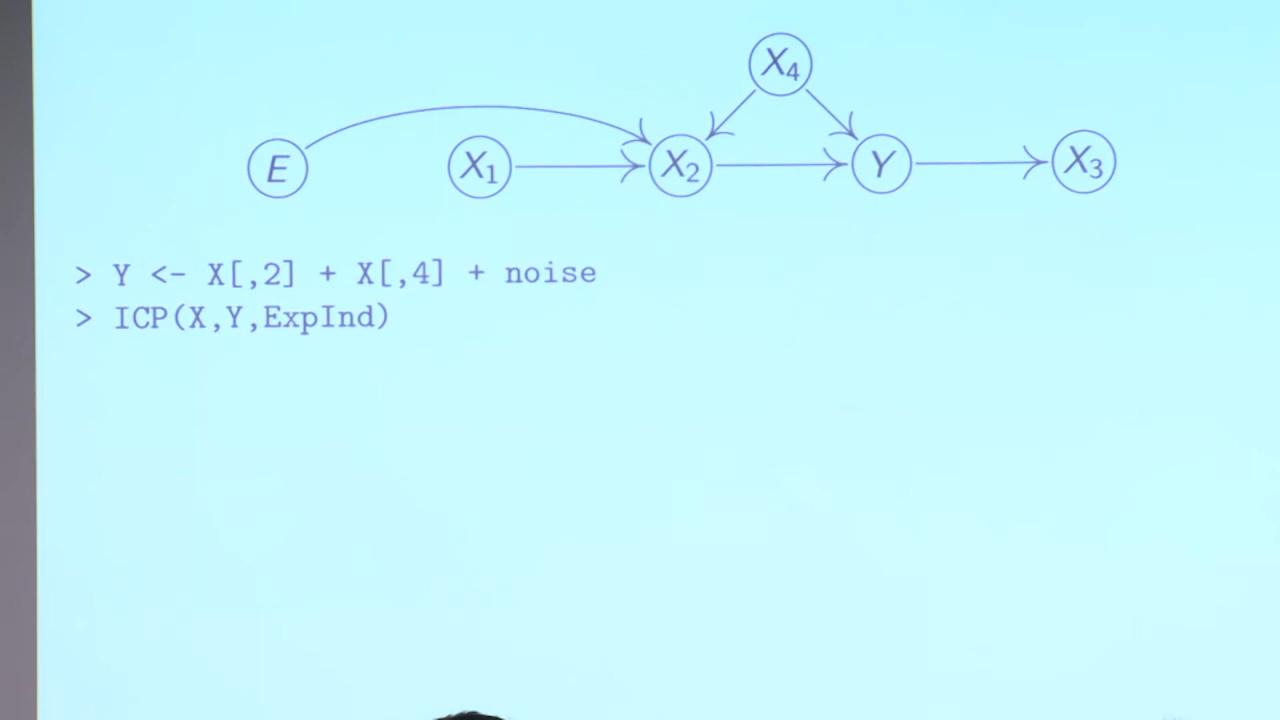 X4
E X1 X2 Y X3
> Y <- X[,2] + X[,4] + noise
> ICP(X,Y,ExpInd)